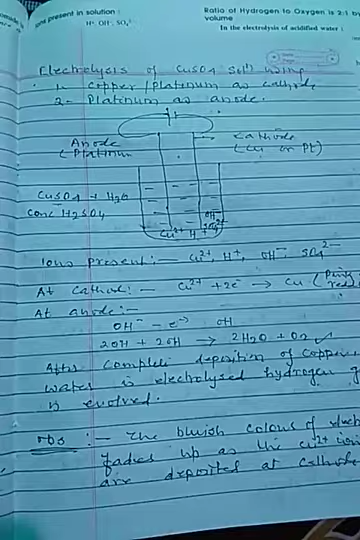 ions present in solution :
H⁺, OH⁻, SO₄²⁻
Ratio of Hydrogen to Oxygen is 2:1 by
volume
In the electrolysis of acidified water :
Electrolysis of CuSO4 Solⁿ using
1- Copper/Platinum as cathode
2- Platinum as anode.
Anode
(Platinum
Cathode
(Cu or Pt)
CuSO4 + H2O
Conc H2SO4
OH⁻
Cu²⁺ H⁺
Ions present :- Cu²⁺, H⁺, OH⁻, SO4²⁻
At Cathode :- Cu²⁺ + 2e⁻ → Cu (
At anode :-
OH⁻ - e⁻ → OH
2OH + 2OH → 2H2O + O2 ✓
After complete deposition of Copper
water is electrolysed hydrogen
is evolved.
Obs :- The bluish colour of
fadies up as the Cu²⁺ ions
are deposited at Cathode